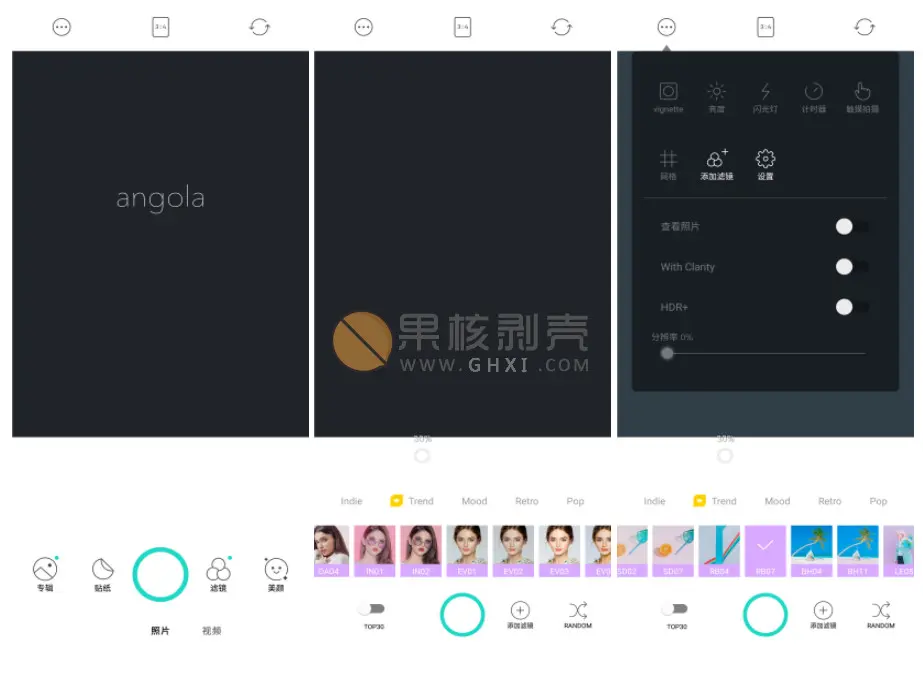 3:4
angola
专辑
贴纸
滤镜
美颜
照片
视频
3:4
果核剥壳
WWW.GHXI.COM
30%
Indie
Trend
Mood
Retro
Pop
OA04
IN01
IN02
EV01
EV02
EV03
TOP30
添加滤镜
RANDOM
3:4
vignette
亮度
闪光灯
计时器
触摸拍摄
网格
添加滤镜
设置
查看照片
With Clarity
HDR+
分辨率 0%
30%
Indie
Trend
Mood
Retro
Pop
SD02
SD07
RB04
RB07
BH04
BH11
LE05
TOP30
添加滤镜
RANDOM